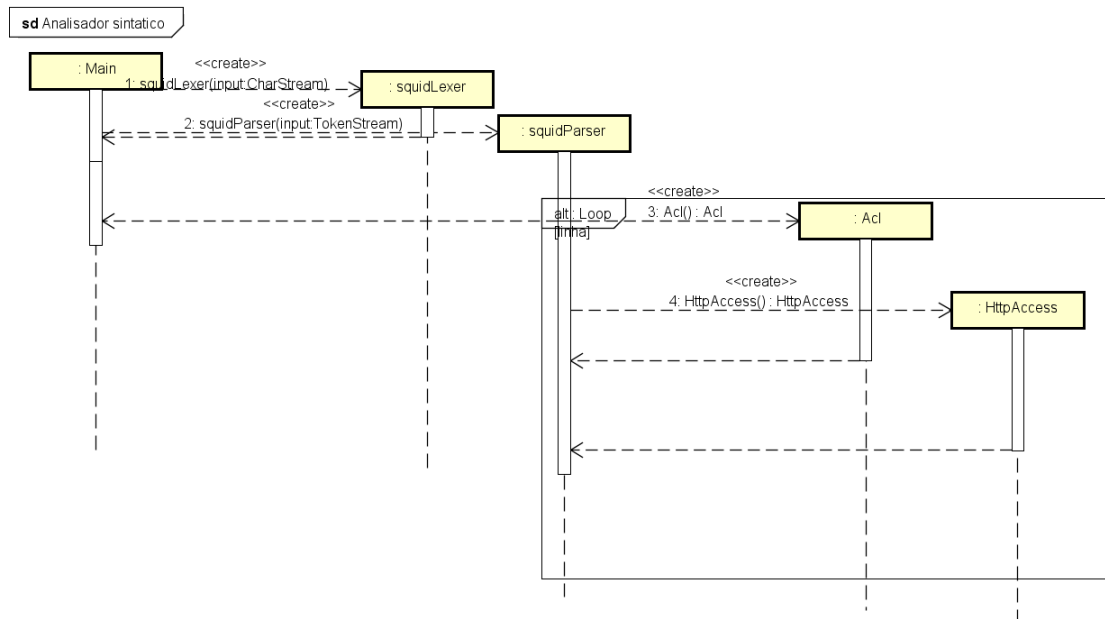 sd Analisador sintatico
: Main
<<create>>
1: squidLexer(input:CharStream)
: squidLexer
<<create>>
2: squidParser(input:TokenStream)
: squidParser
<<create>>
alt : Loop
3: Acl() : Acl
: Acl
[linha]
<<create>>
4: HttpAccess() : HttpAccess
: HttpAccess